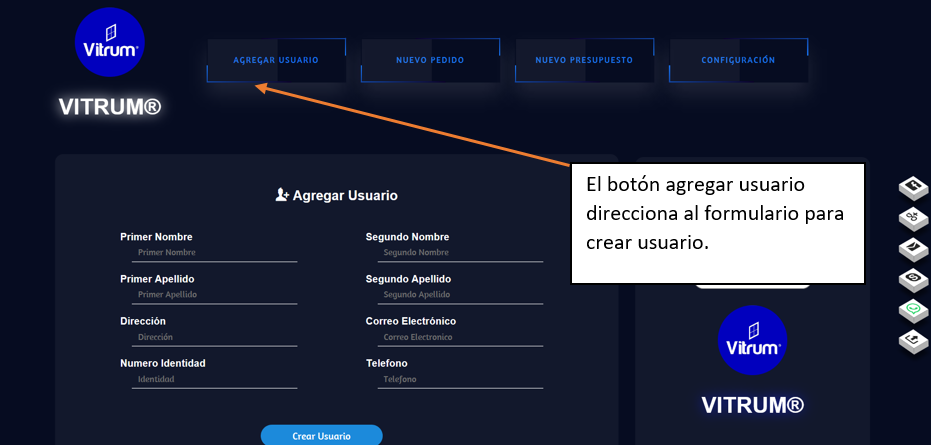 Vitrum®
VITRUM®
AGREGAR USUARIO
NUEVO PEDIDO
NUEVO PRESUPUESTO
CONFIGURACIÓN
El botón agregar usuario
direcciona al formulario para
crear usuario.
Agregar Usuario
Primer Nombre
Primer Nombre
Segundo Nombre
Segundo Nombre
Primer Apellido
Primer Apellido
Segundo Apellido
Segundo Apellido
Dirección
Dirección
Correo Electrónico
Correo Electronico
Numero Identidad
Identidad
Telefono
Telefono
Crear Usuario
Vitrum®
VITRUM®